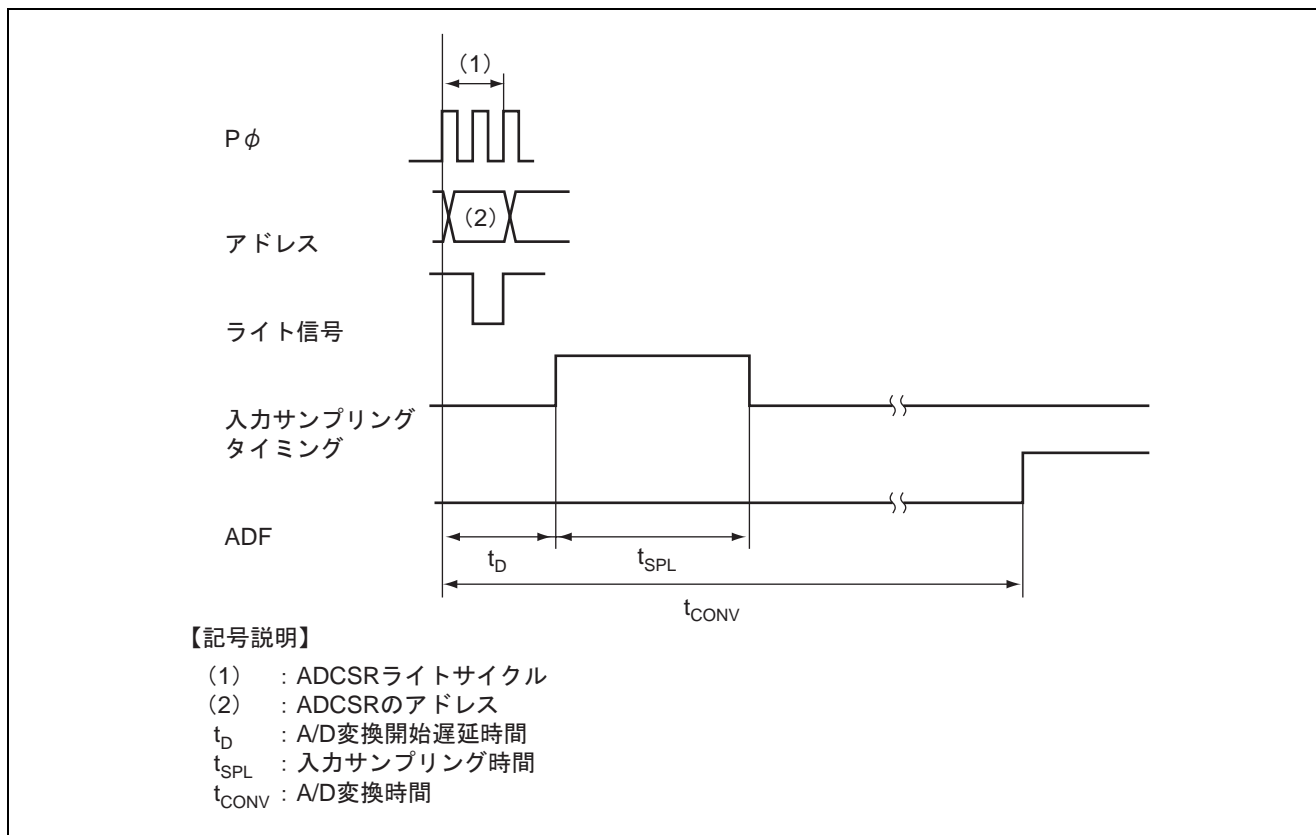 （1）
Pφ
（2）
アドレス
ライト信号
入力サンプリング
タイミング
ADF
tD
tSPL
tCONV
【記号説明】
（1） : ADCSRライトサイクル
（2） : ADCSRのアドレス
tD : A/D変換開始遅延時間
tSPL : 入力サンプリング時間
tCONV : A/D変換時間